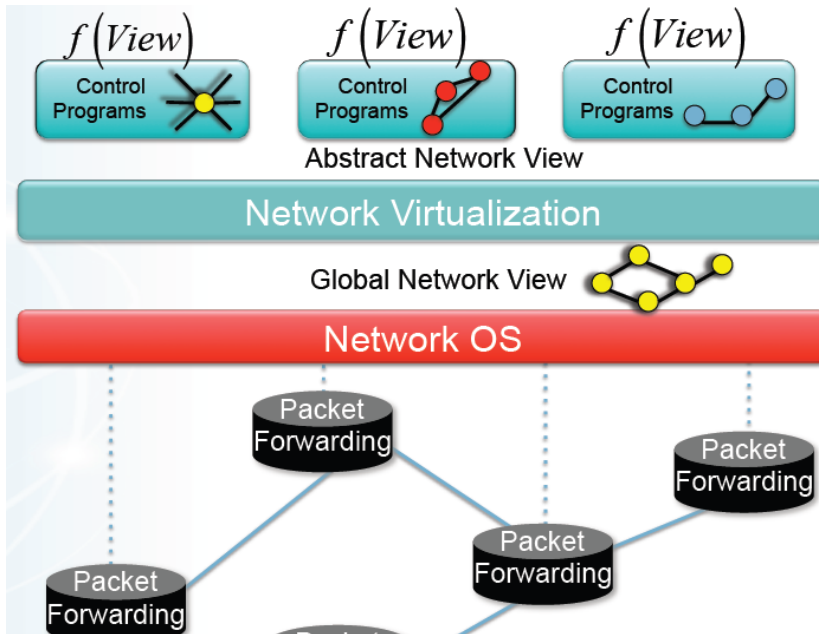 f(View)
f(View)
f(View)
Control
Programs
Control
Programs
Control
Programs
Abstract Network View
Network Virtualization
Global Network View
Network OS
Packet
Forwarding
Packet
Forwarding
Packet
Forwarding
Packet
Forwarding
Packet